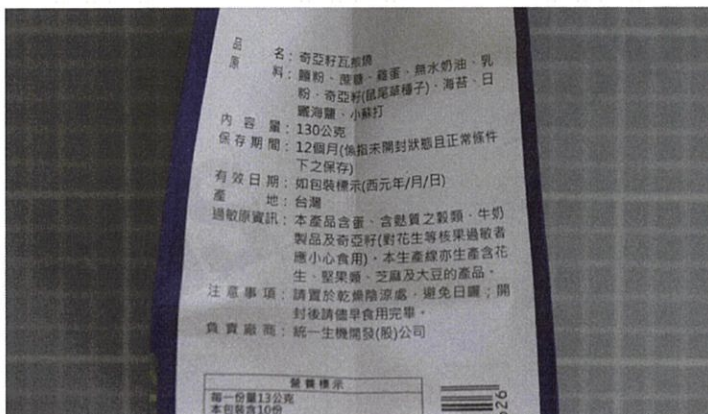 品名：奇亞籽瓦煎燒
原料：麵粉、蔗糖、雞蛋、無水奶油、乳
粉、奇亞籽(鼠尾草種子)、海苔、日
曬海鹽、小蘇打
內容量：130公克
保存期間：12個月(係指未開封狀態且正常條件
下之保存)
有效日期：如包裝標示(西元年/月/日)
產地：台灣
過敏原資訊：本產品含蛋、含麩質之穀類、牛奶
製品及奇亞籽(對花生等核果過敏者
應小心食用)。本生產線亦生產含花
生、堅果類、芝麻及大豆的產品。
注意事項：請置於乾燥陰涼處，避免日曬；開
封後請儘早食用完畢。
負責廠商：統一生機開發(股)公司
營養標示
每一份量13公克
本包裝含10份